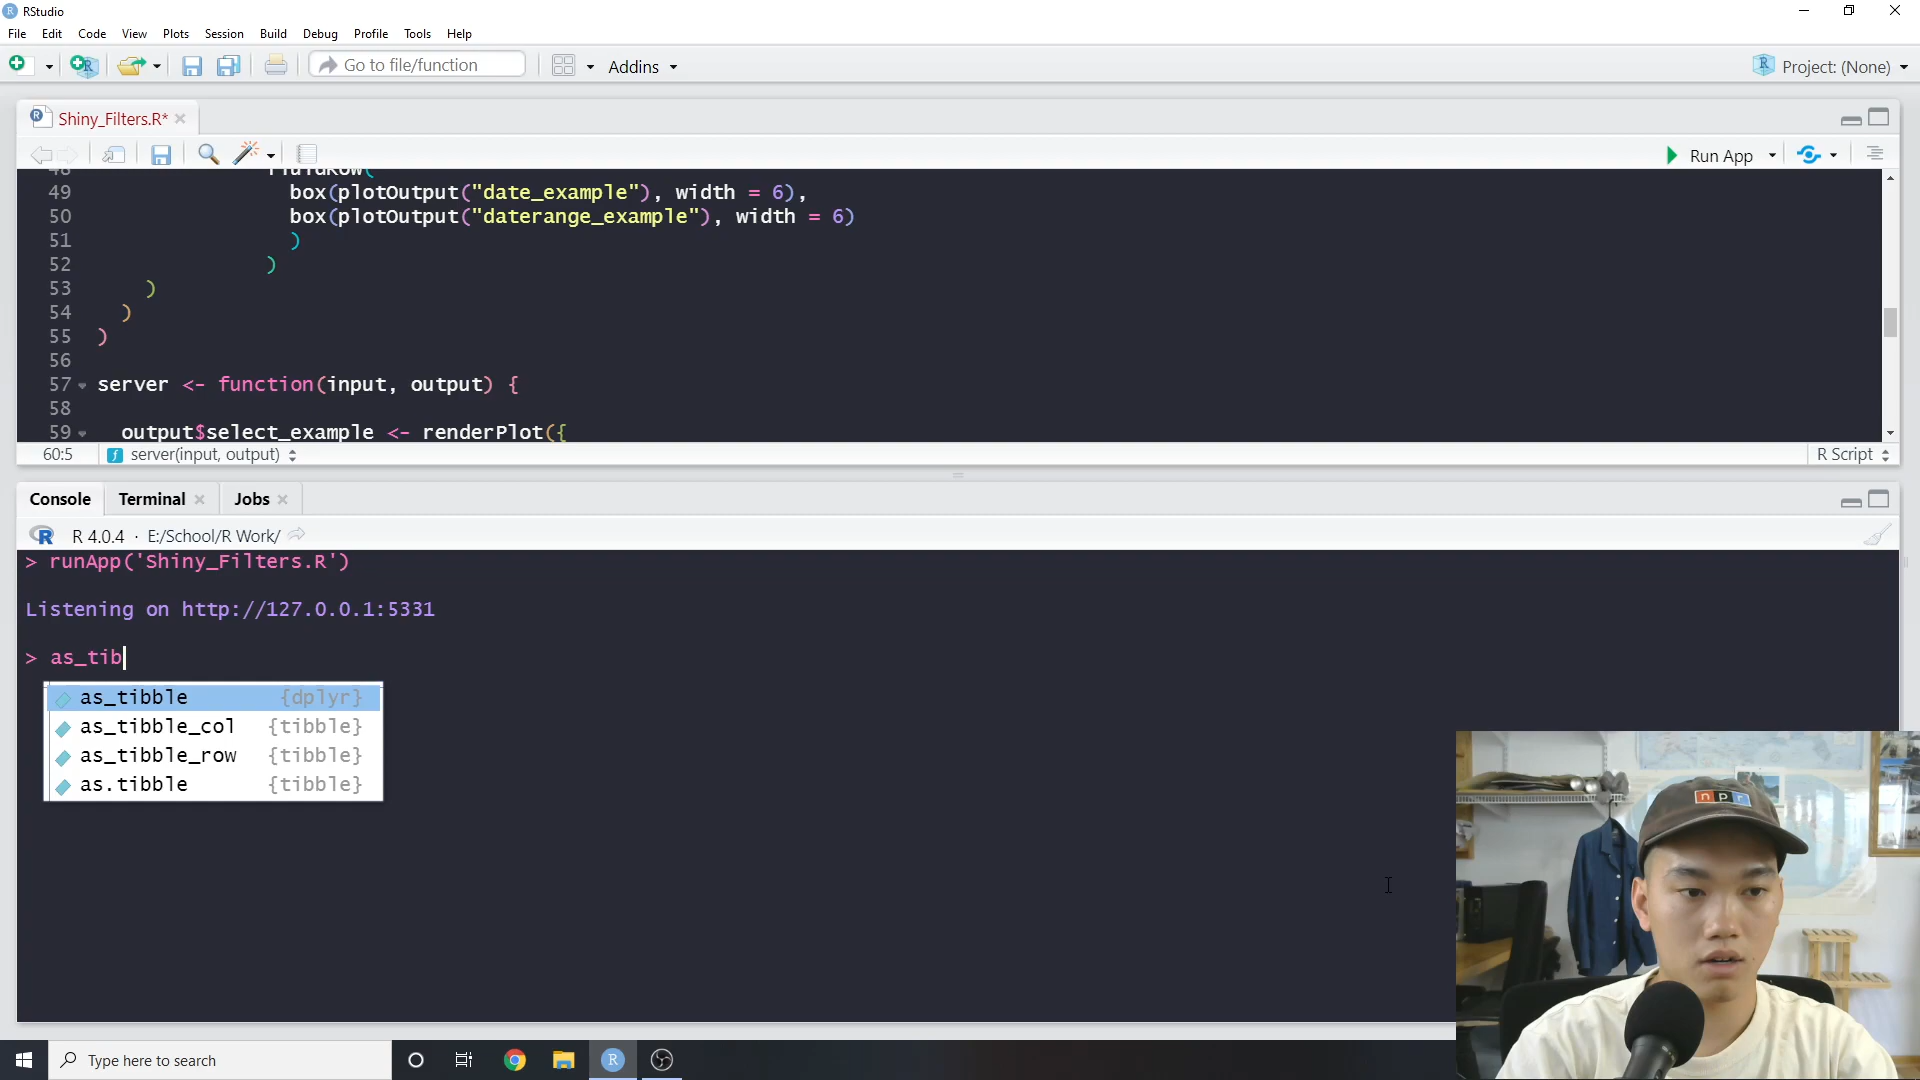 RStudio
File Edit Code View Plots Session Build Debug Profile Tools Help
Go to file/function Addins Project: (None)
Shiny_Filters.R*
Run App
49 box(plotOutput("date_example"), width = 6),
50 box(plotOutput("daterange_example"), width = 6)
51 )
52 )
53 )
54 )
55 )
56
57 server <- function(input, output) {
58
59 output$select_example <- renderPlot({
60:5 server(input, output) R Script
Console Terminal Jobs
R 4.0.4 · E:/School/R Work/
> runApp('Shiny_Filters.R')
Listening on http://127.0.0.1:5331
> as_tib
as_tibble {dplyr}
as_tibble_col {tibble}
as_tibble_row {tibble}
as.tibble {tibble}
npr
Type here to search